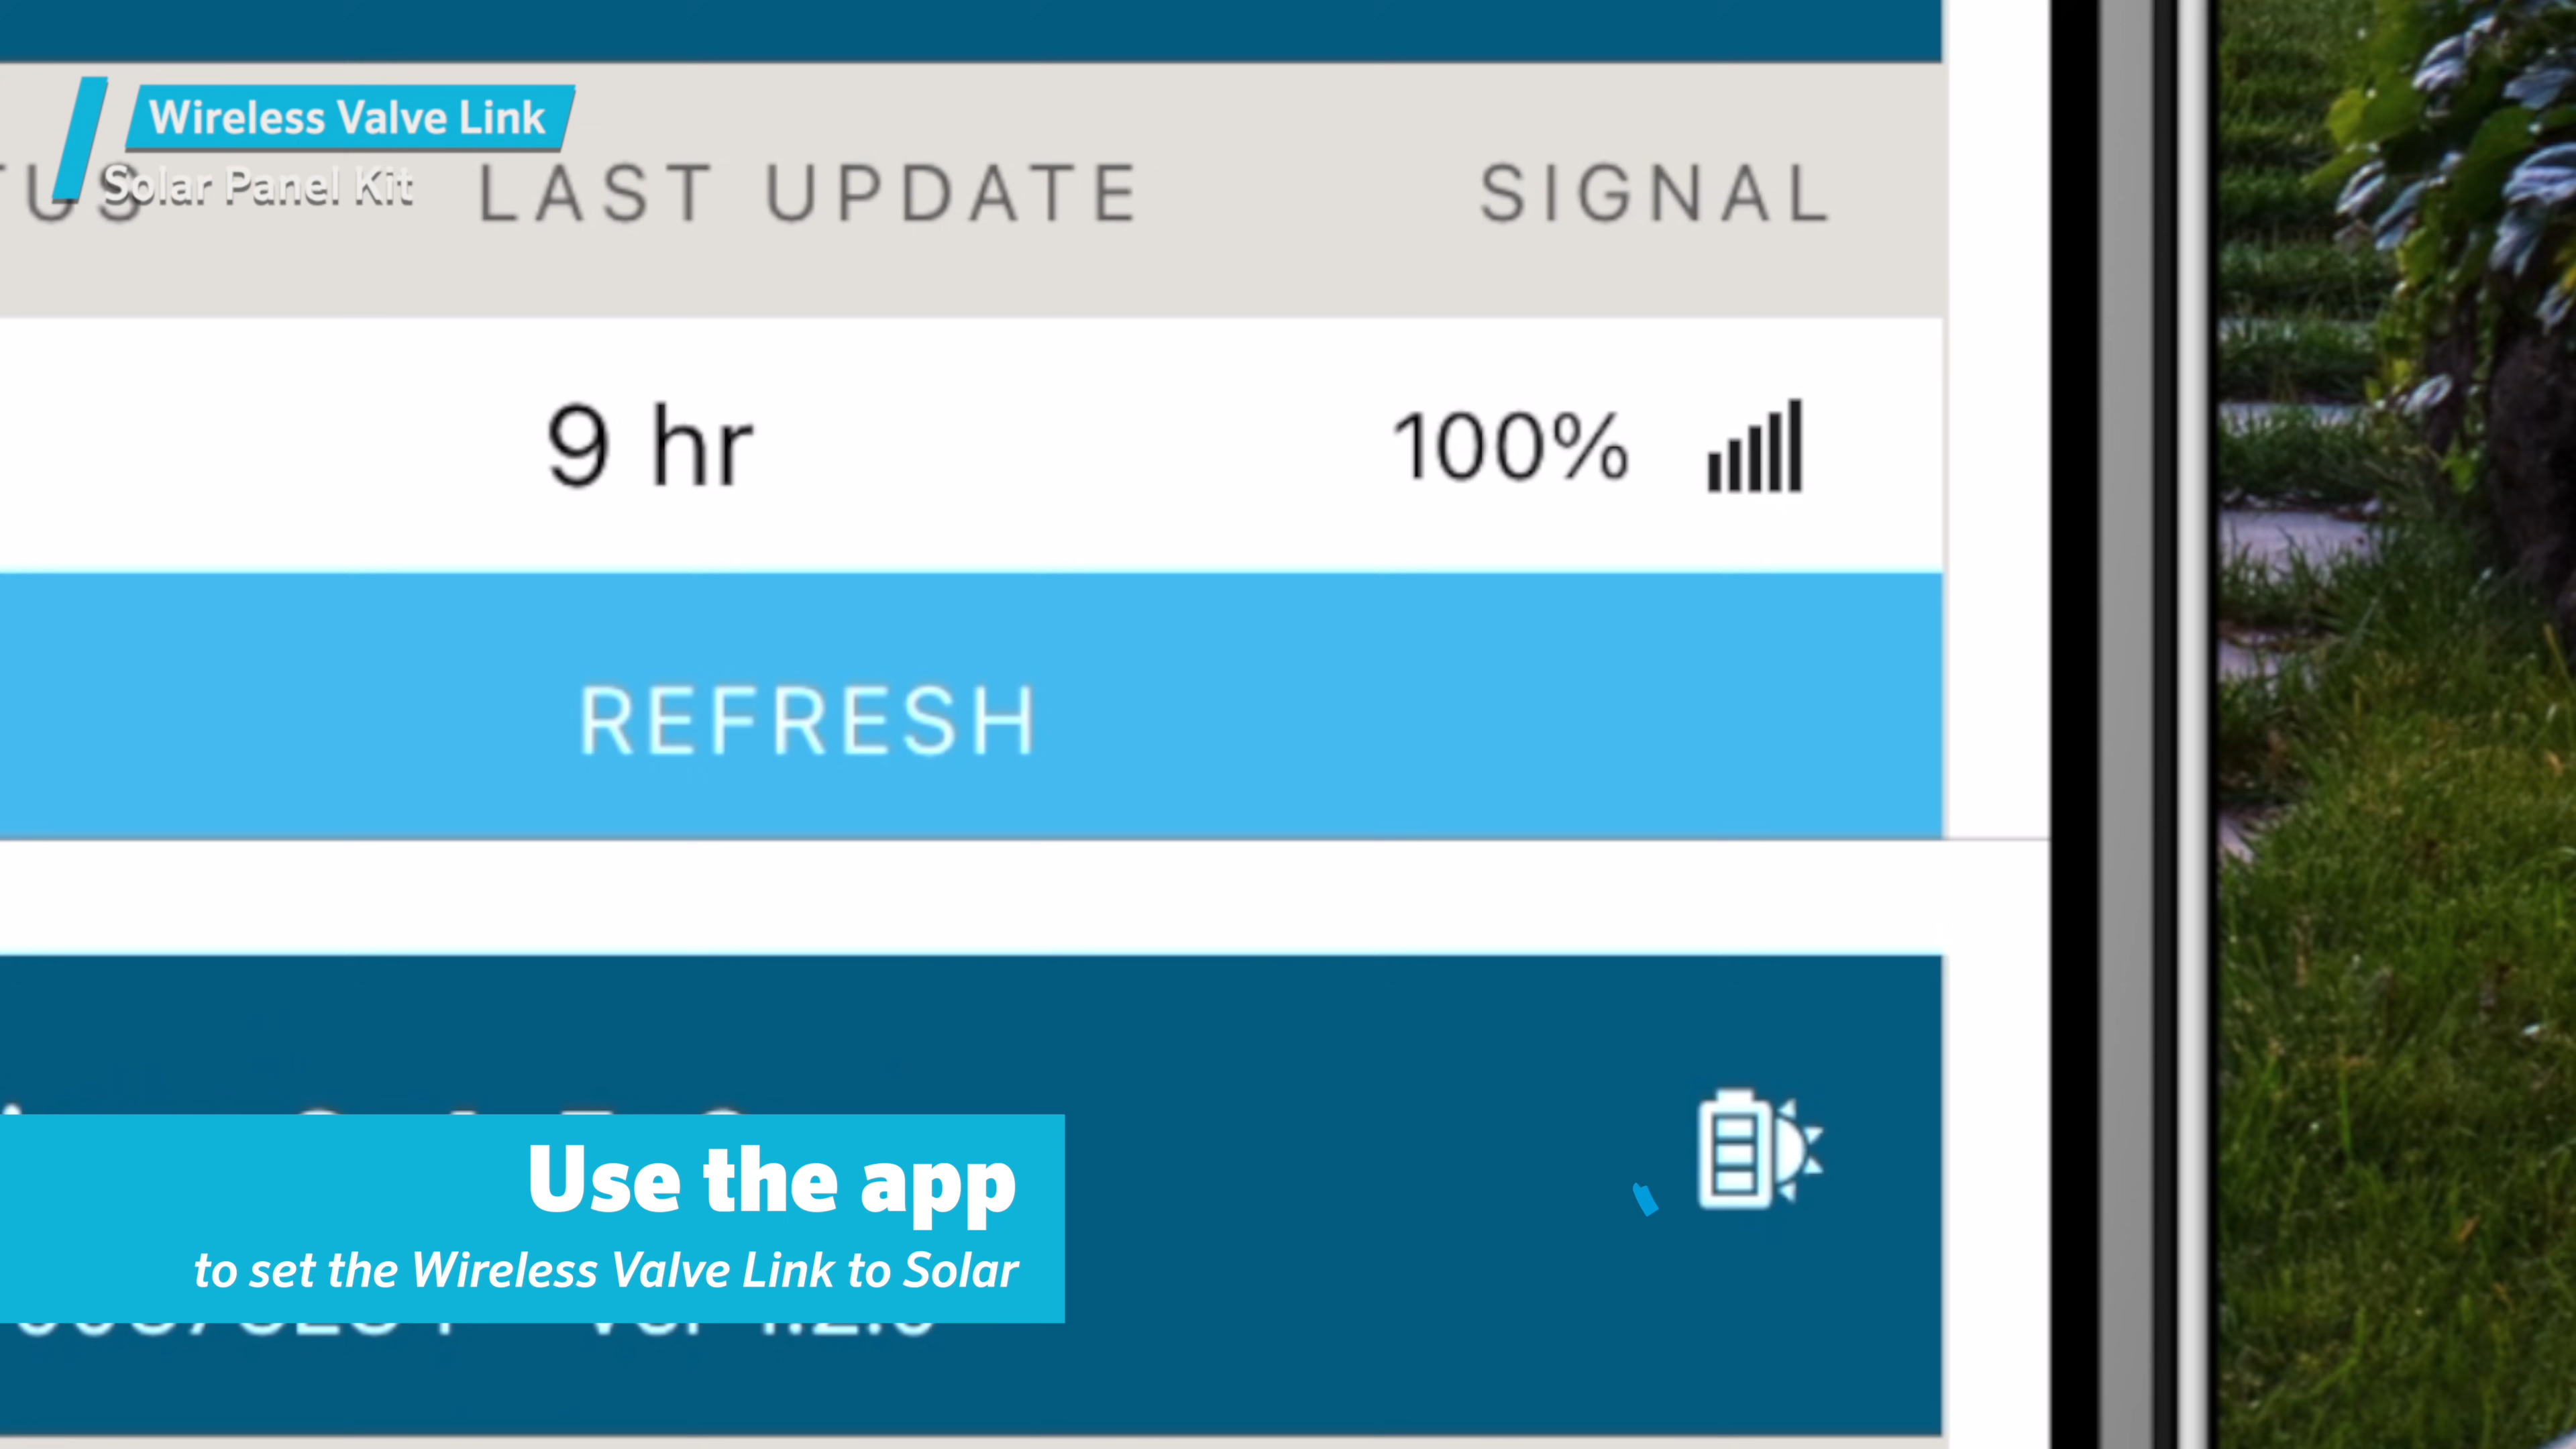 Wireless Valve Link
Solar Panel Kit
LAST UPDATE SIGNAL
9 hr 100%
REFRESH
Use the app
to set the Wireless Valve Link to Solar